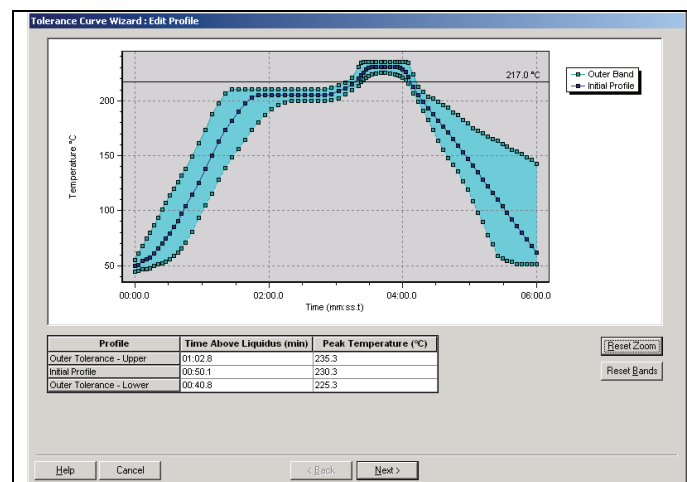 Tolerance Curve Wizard : Edit Profile
217.0 °C
Outer Band
Initial Profile
200
150
100
50
Temperature °C
00:00.0 02:00.0 04:00.0 06:00.0
Time (mm:ss.t)
Profile Time Above Liquidus (min) Peak Temperature (°C)
Outer Tolerance - Upper 01:02.8 235.3
Initial Profile 00:50.1 230.3
Outer Tolerance - Lower 00:40.8 225.3
Reset Zoom
Reset Bands
Help Cancel < Back Next >